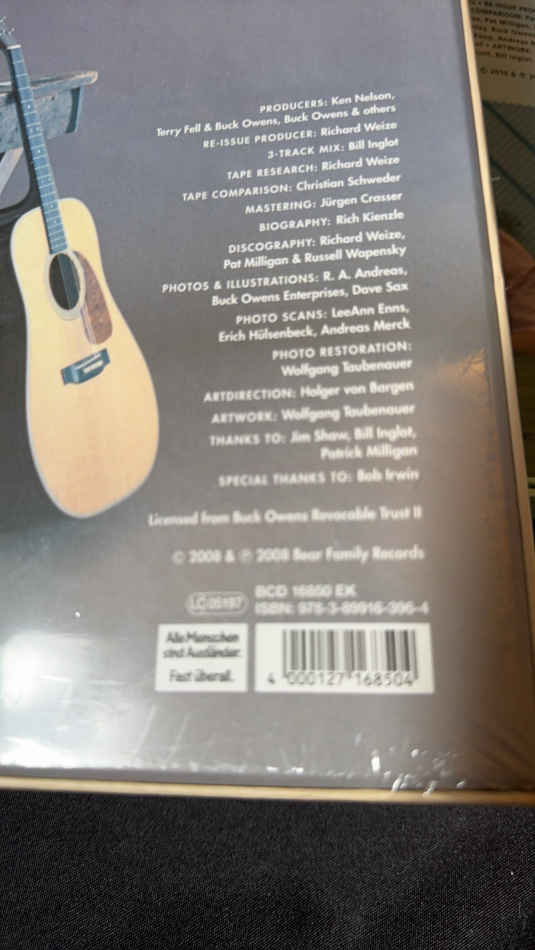 PRODUCERS: Ken Nelson,
Terry Fell & Buck Owens, Buck Owens & others
RE-ISSUE PRODUCER: Richard Weize
3-TRACK MIX: Bill Inglot
TAPE RESEARCH: Richard Weize
TAPE COMPARISON: Christian Schweder
MASTERING: Jürgen Crasser
BIOGRAPHY: Rich Kienzle
DISCOGRAPHY: Richard Weize,
Pat Milligan & Russell Wapensky
PHOTOS & ILLUSTRATIONS: R. A. Andreas,
Buck Owens Enterprises, Dave Sax
PHOTO SCANS: LeeAnn Enns,
Erich Hülsenbeck, Andreas Merck
PHOTO RESTORATION:
Wolfgang Taubenauer
ARTDIRECTION: Holger von Bargen
ARTWORK: Wolfgang Taubenauer
THANKS TO: Jim Shaw, Bill Inglot,
Patrick Milligan
SPECIAL THANKS TO: Bob Irwin
Licensed from Buck Owens Revocable Trust II
© 2008 & ℗ 2008 Bear Family Records
LC 05197
BCD 16850 EK
ISBN: 978-3-89916-396-4
Alle Menschen
sind Ausländer.
Fast überall.
4 000127 168504